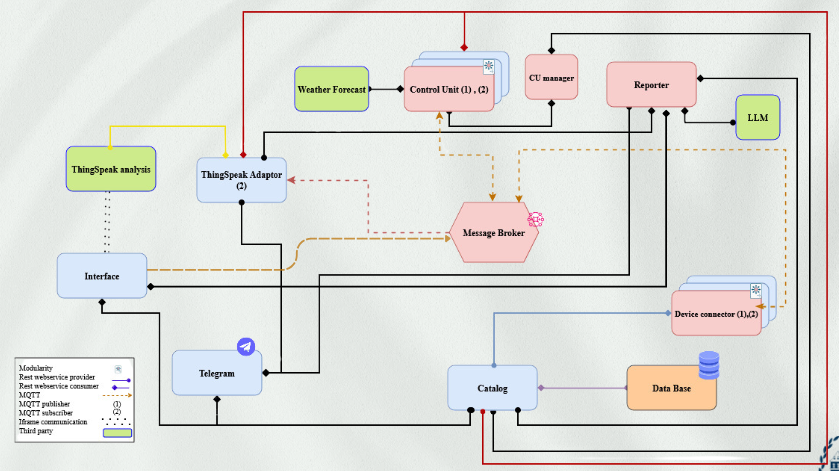 Weather Forecast
Control Unit (1) , (2)
CU manager
Reporter
LLM
ThingSpeak analysis
ThingSpeak Adaptor
(2)
Message Broker
Interface
Device connector (1),(2)
Telegram
Catalog
Data Base
Modularity
Rest webservice provider
Rest webservice consumer
MQTT
MQTT publisher (1)
MQTT subscriber (2)
Iframe communication
Third party